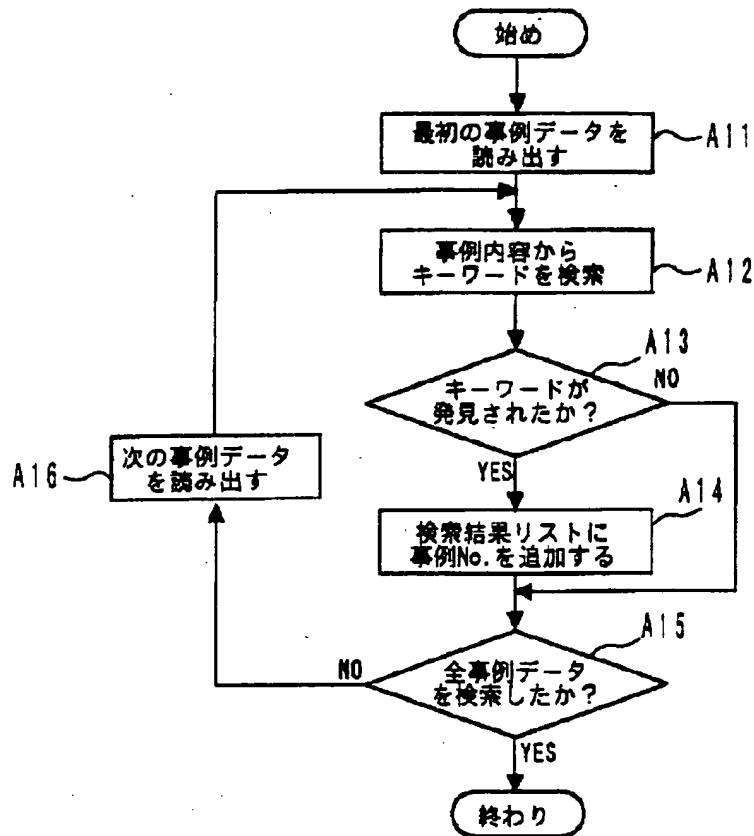 始め
最初の事例データを
読み出す
A11
事例内容から
キーワードを検索
A12
A13
キーワードが
発見されたか？
NO
YES
A16
次の事例データ
を読み出す
A14
検索結果リストに
事例No.を追加する
A15
NO
全事例データ
を検索したか？
YES
終わり